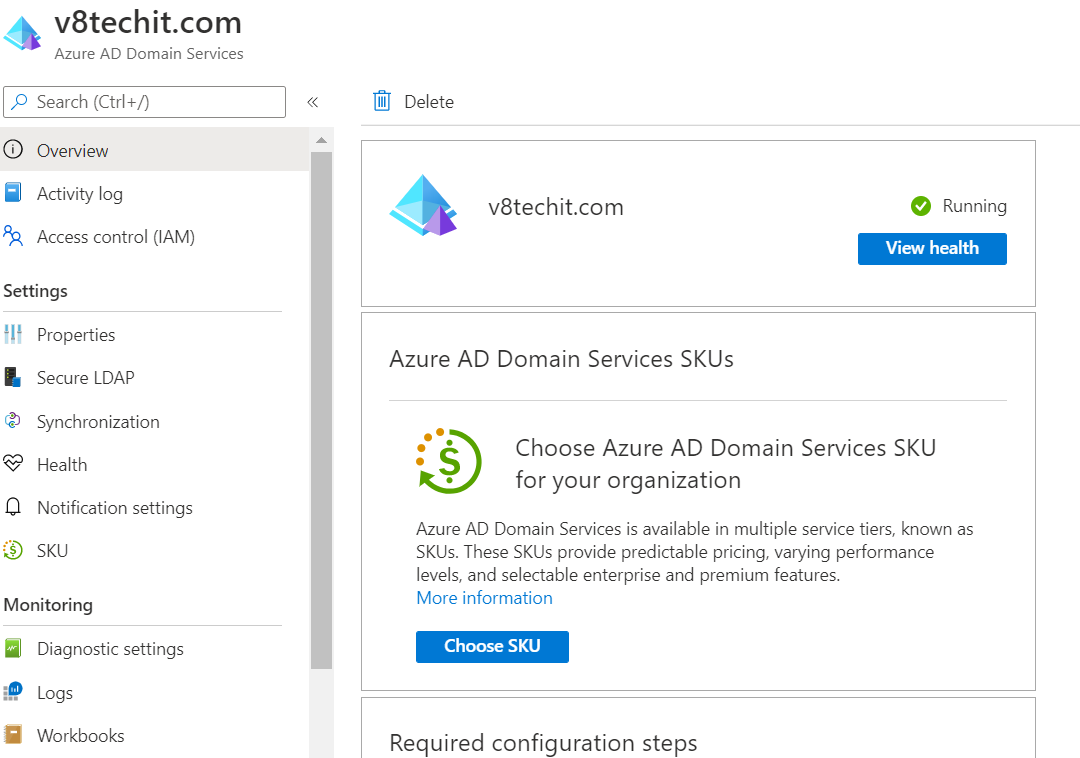 v8techit.com
Azure AD Domain Services
Search (Ctrl+/)
«
Delete
Overview
Activity log
Access control (IAM)
Settings
Properties
Secure LDAP
Synchronization
Health
Notification settings
SKU
Monitoring
Diagnostic settings
Logs
Workbooks
v8techit.com
Running
View health
Azure AD Domain Services SKUs
Choose Azure AD Domain Services SKU
for your organization
Azure AD Domain Services is available in multiple service tiers, known as
SKUs. These SKUs provide predictable pricing, varying performance
levels, and selectable enterprise and premium features.
More information
Choose SKU
Required configuration steps